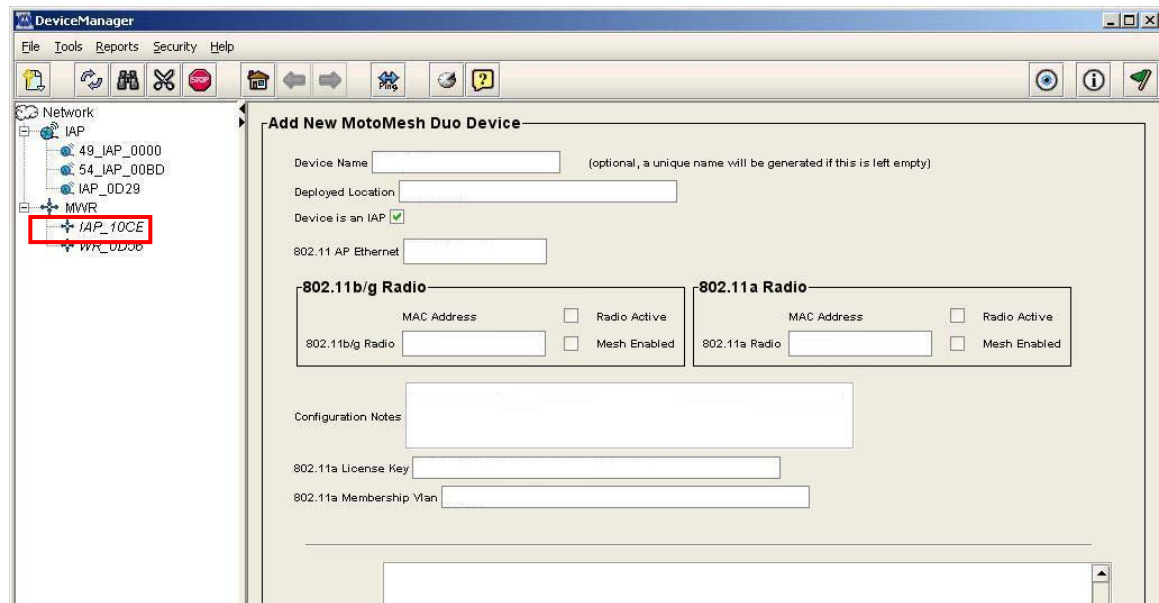 DeviceManager
File Tools Reports Security Help
STOP Ping ?
Network
IAP
49_IAP_0000
54_IAP_00BD
IAP_0D29
MWR
IAP_10CE
WR_0D56
Add New MotoMesh Duo Device
Device Name (optional, a unique name will be generated if this is left empty)
Deployed Location
Device is an IAP
802.11 AP Ethernet
802.11b/g Radio
MAC Address Radio Active
802.11b/g Radio Mesh Enabled
802.11a Radio
MAC Address Radio Active
802.11a Radio Mesh Enabled
Configuration Notes
802.11a License Key
802.11a Membership Vlan